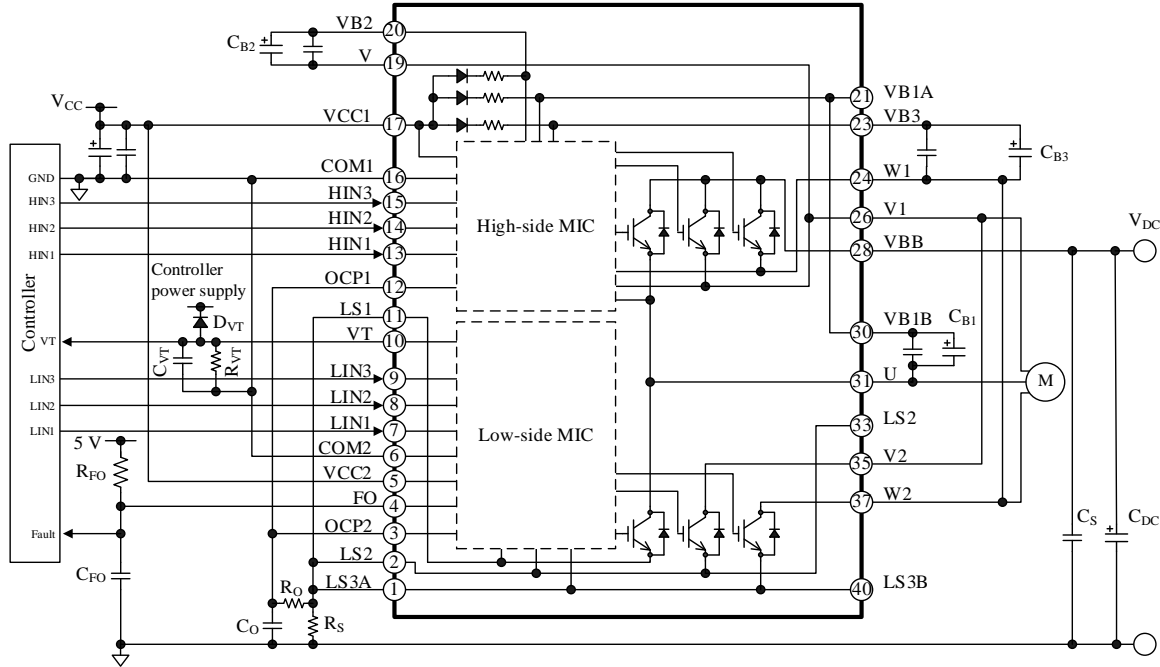 VB2
20
CB2
+
V
19
VCC
VCC1
17
+
21
VB1A
23
VB3
+
CB3
GND
COM1
16
24
W1
HIN3
HIN3
15
HIN2
HIN2
14
26
V1
HIN1
HIN1
13
High-side MIC
28
VBB
VDC
Controller
power supply
OCP1
12
DVT
LS1
11
Controller
VT
CVT
RVT
VT
10
30
VB1B
CB1
+
LIN3
LIN3
9
31
U
M
LIN2
LIN2
8
LIN1
LIN1
7
Low-side MIC
33
LS2
5 V
COM2
6
RFO
VCC2
5
35
V2
FO
4
37
W2
Fault
OCP2
3
CS
+
CDC
CFO
LS2
2
RO
LS3A
1
40
LS3B
CO
RS